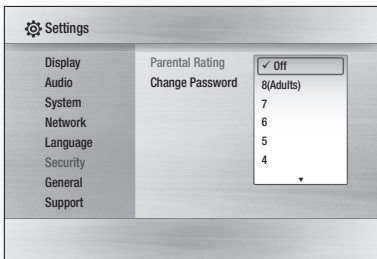 Settings
Display
Audio
System
Network
Language
Security
General
Support
Parental Rating
Change Password
✓ Off
8(Adults)
7
6
5
4